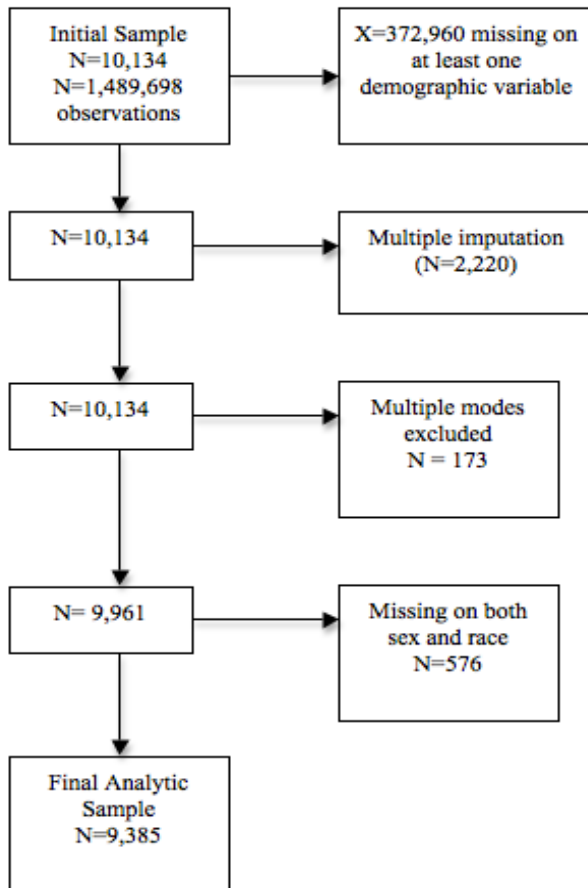 Initial Sample
N=10,134
N=1,489,698
observations
X=372,960 missing on
at least one
demographic variable
N=10,134
Multiple imputation
(N=2,220)
N=10,134
Multiple modes
excluded
N = 173
N= 9,961
Missing on both
sex and race
N=576
Final Analytic
Sample
N=9,385